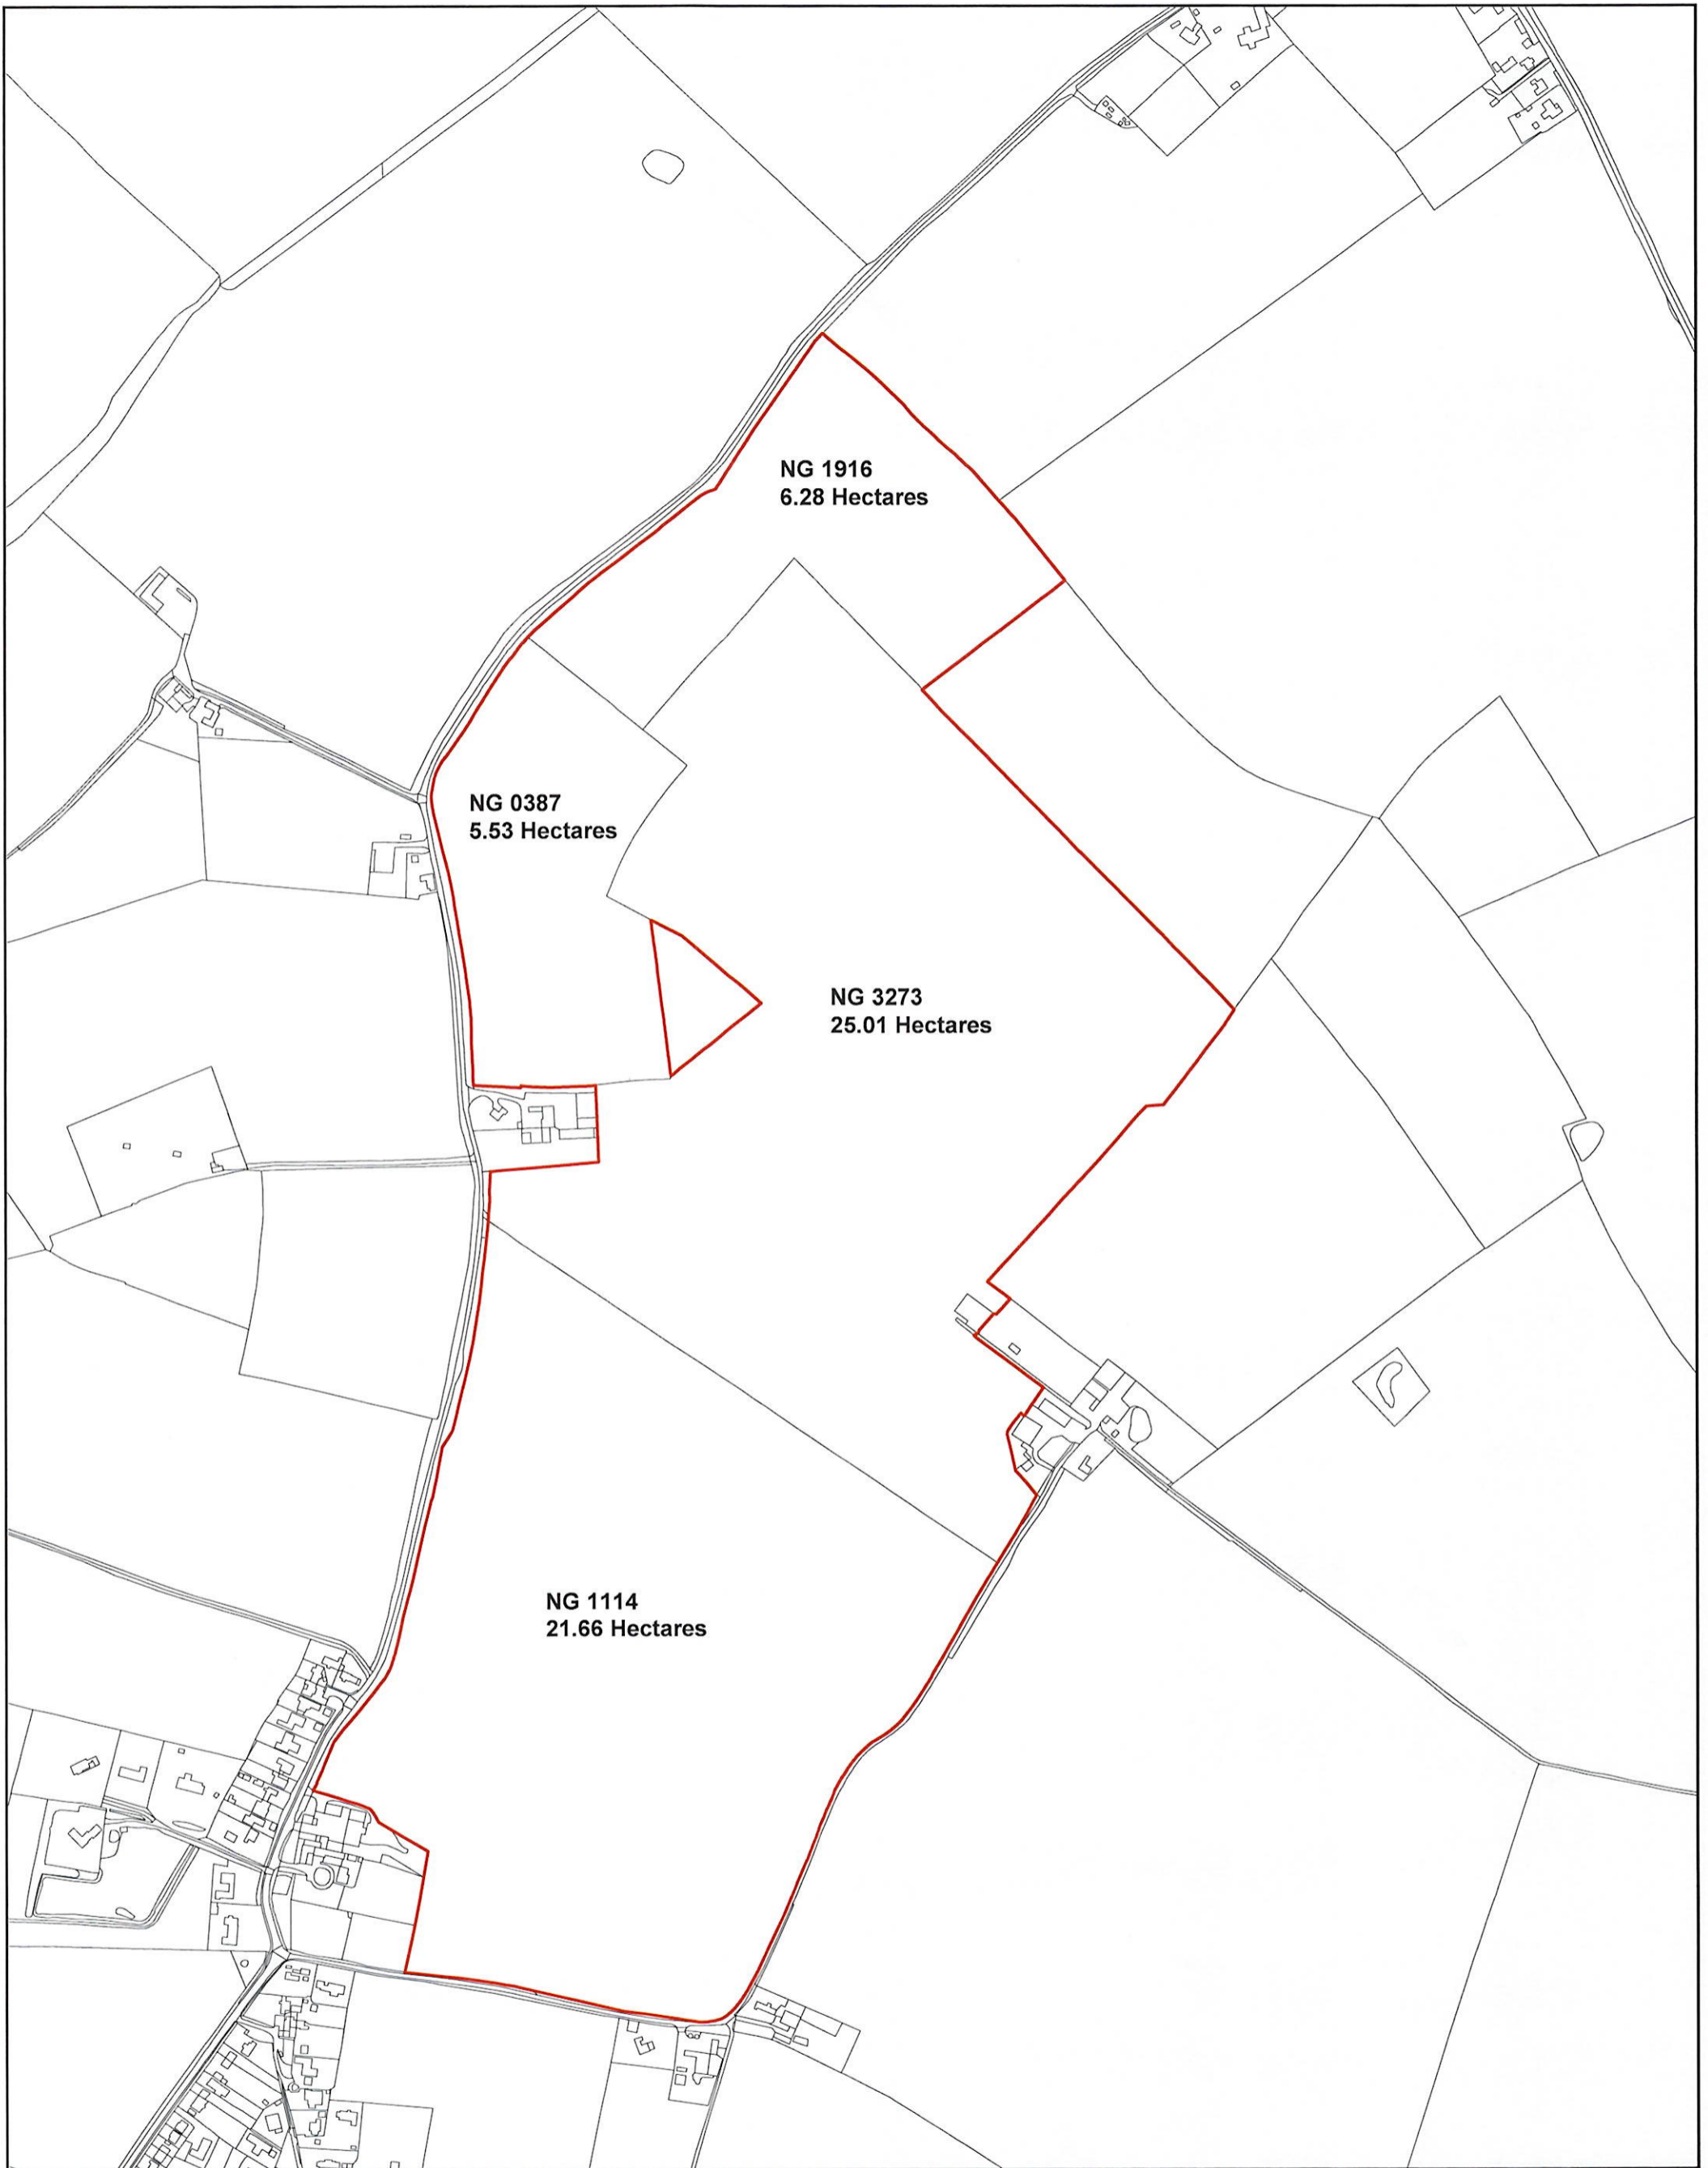 NG 1916
6.28 Hectares
NG 0387
5.53 Hectares
NG 3273
25.01 Hectares
NG 1114
21.66 Hectares